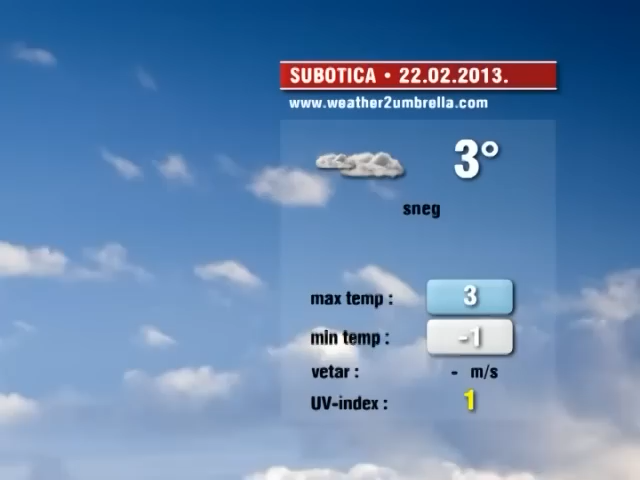 SUBOTICA • 22.02.2013.
www.weather2umbrella.com
3°
sneg
max temp : 3
min temp : -1
vetar : - m/s
UV-index : 1